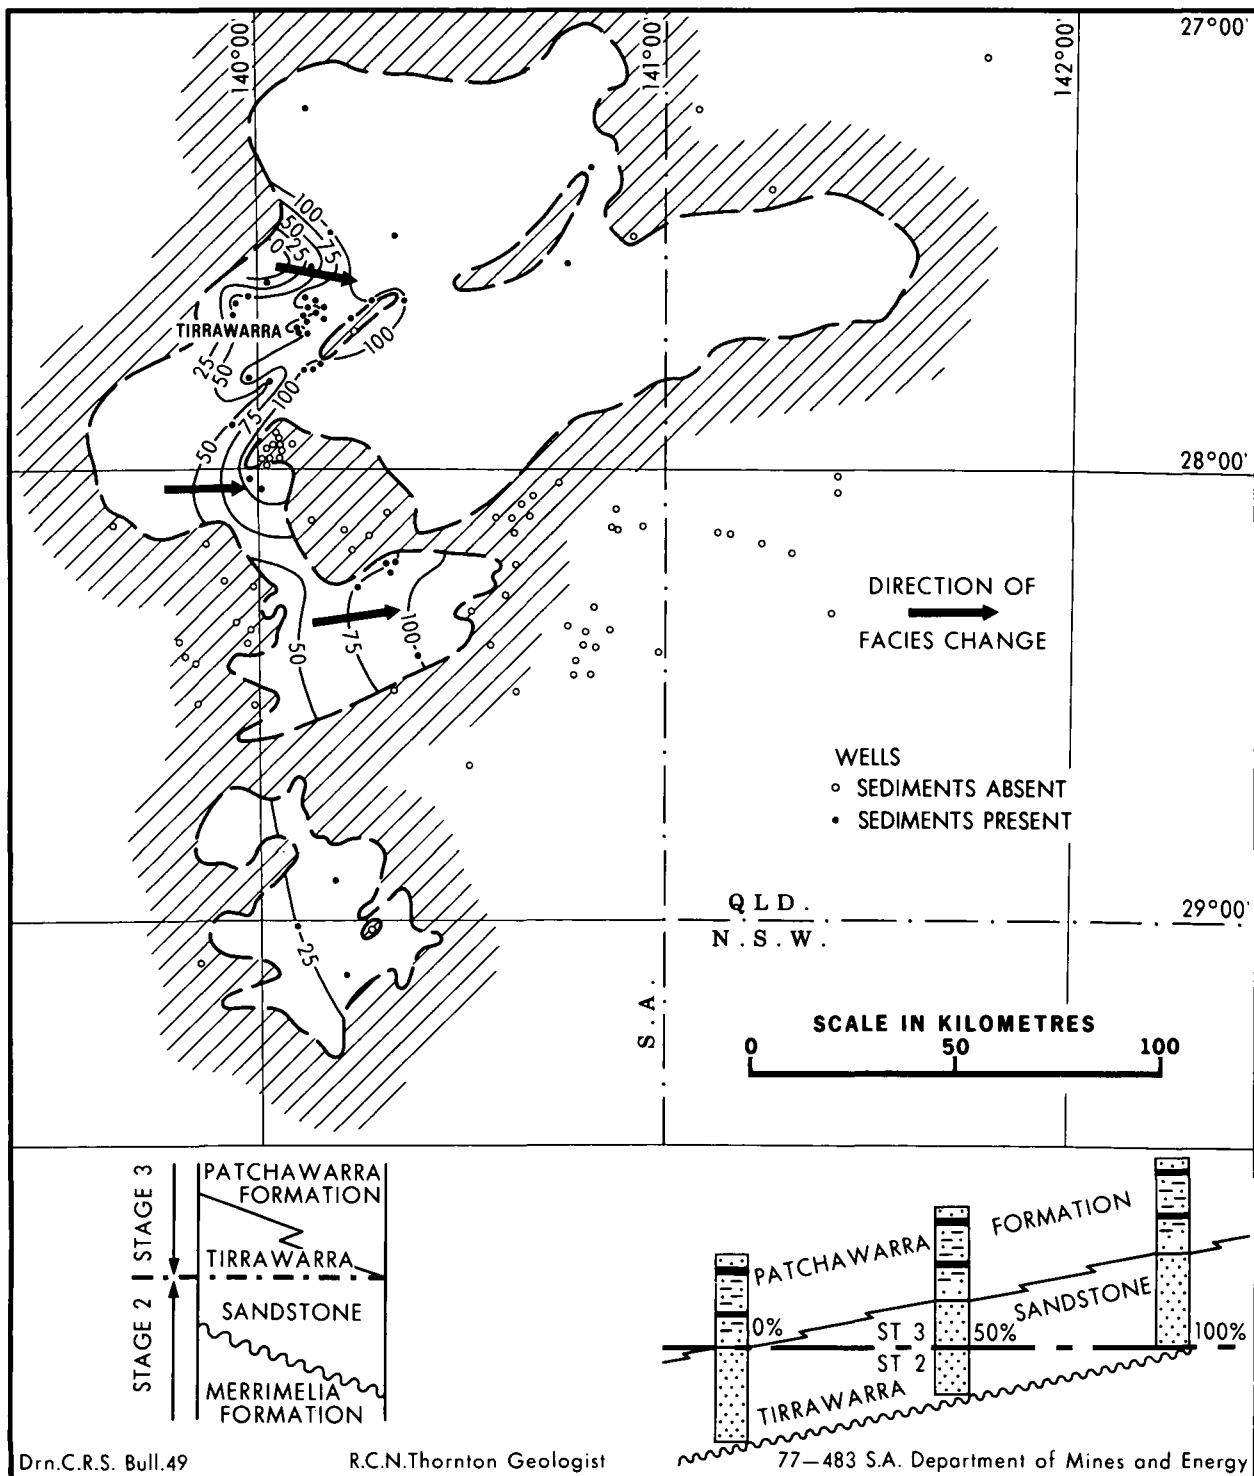 140°00'
141°00'
142°00'
27°00'
100
75
50
25
0
TIRRAWARRA
100
25
50
100
75
50
28°00'
DIRECTION OF
FACIES CHANGE
50
75
100
WELLS
SEDIMENTS ABSENT
SEDIMENTS PRESENT
QLD.
N.S.W.
29°00'
25
S.A.
SCALE IN KILOMETRES
0 50 100
STAGE 3
STAGE 2
PATCHAWARRA
FORMATION
TIRRAWARRA
SANDSTONE
MERRIMELIA
FORMATION
PATCHAWARRA FORMATION
SANDSTONE
0% ST 3 50% 100%
ST 2
TIRRAWARRA
Drn.C.R.S. Bull.49 R.C.N.Thornton Geologist 77-483 S.A. Department of Mines and Energy